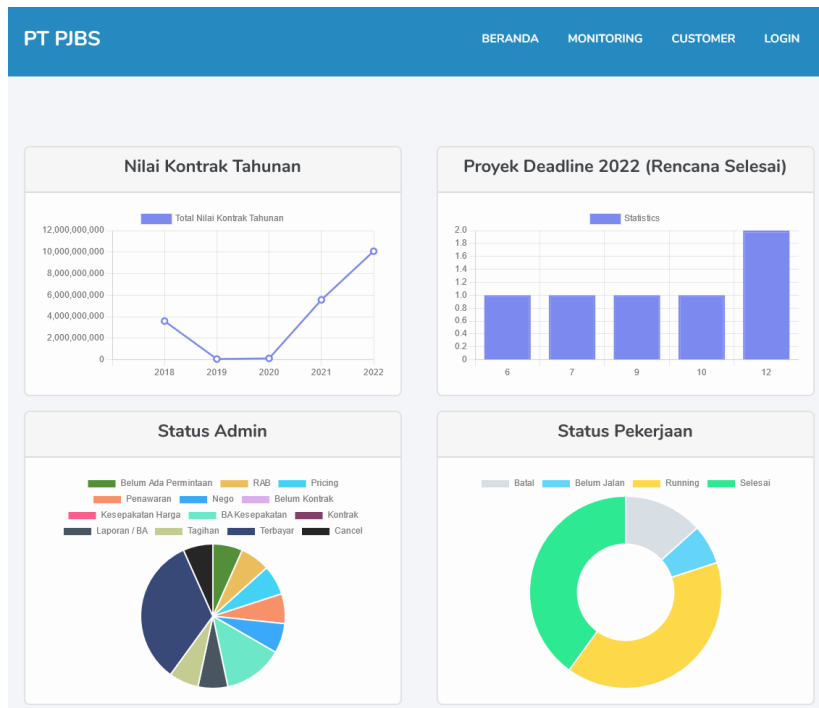 PT PJBS
BERANDA MONITORING CUSTOMER LOGIN
Nilai Kontrak Tahunan
Total Nilai Kontrak Tahunan
12,000,000,000
10,000,000,000
8,000,000,000
6,000,000,000
4,000,000,000
2,000,000,000
0
2018 2019 2020 2021 2022
Proyek Deadline 2022 (Rencana Selesai)
Statistics
2.0
1.8
1.6
1.4
1.2
1.0
0.8
0.6
0.4
0.2
0
6 7 9 10 12
Status Admin
Belum Ada Permintaan RAB Pricing
Penawaran Nego Belum Kontrak
Kesepakatan Harga BA Kesepakatan Kontrak
Laporan / BA Tagihan Terbayar Cancel
Status Pekerjaan
Batal Belum Jalan Running Selesai